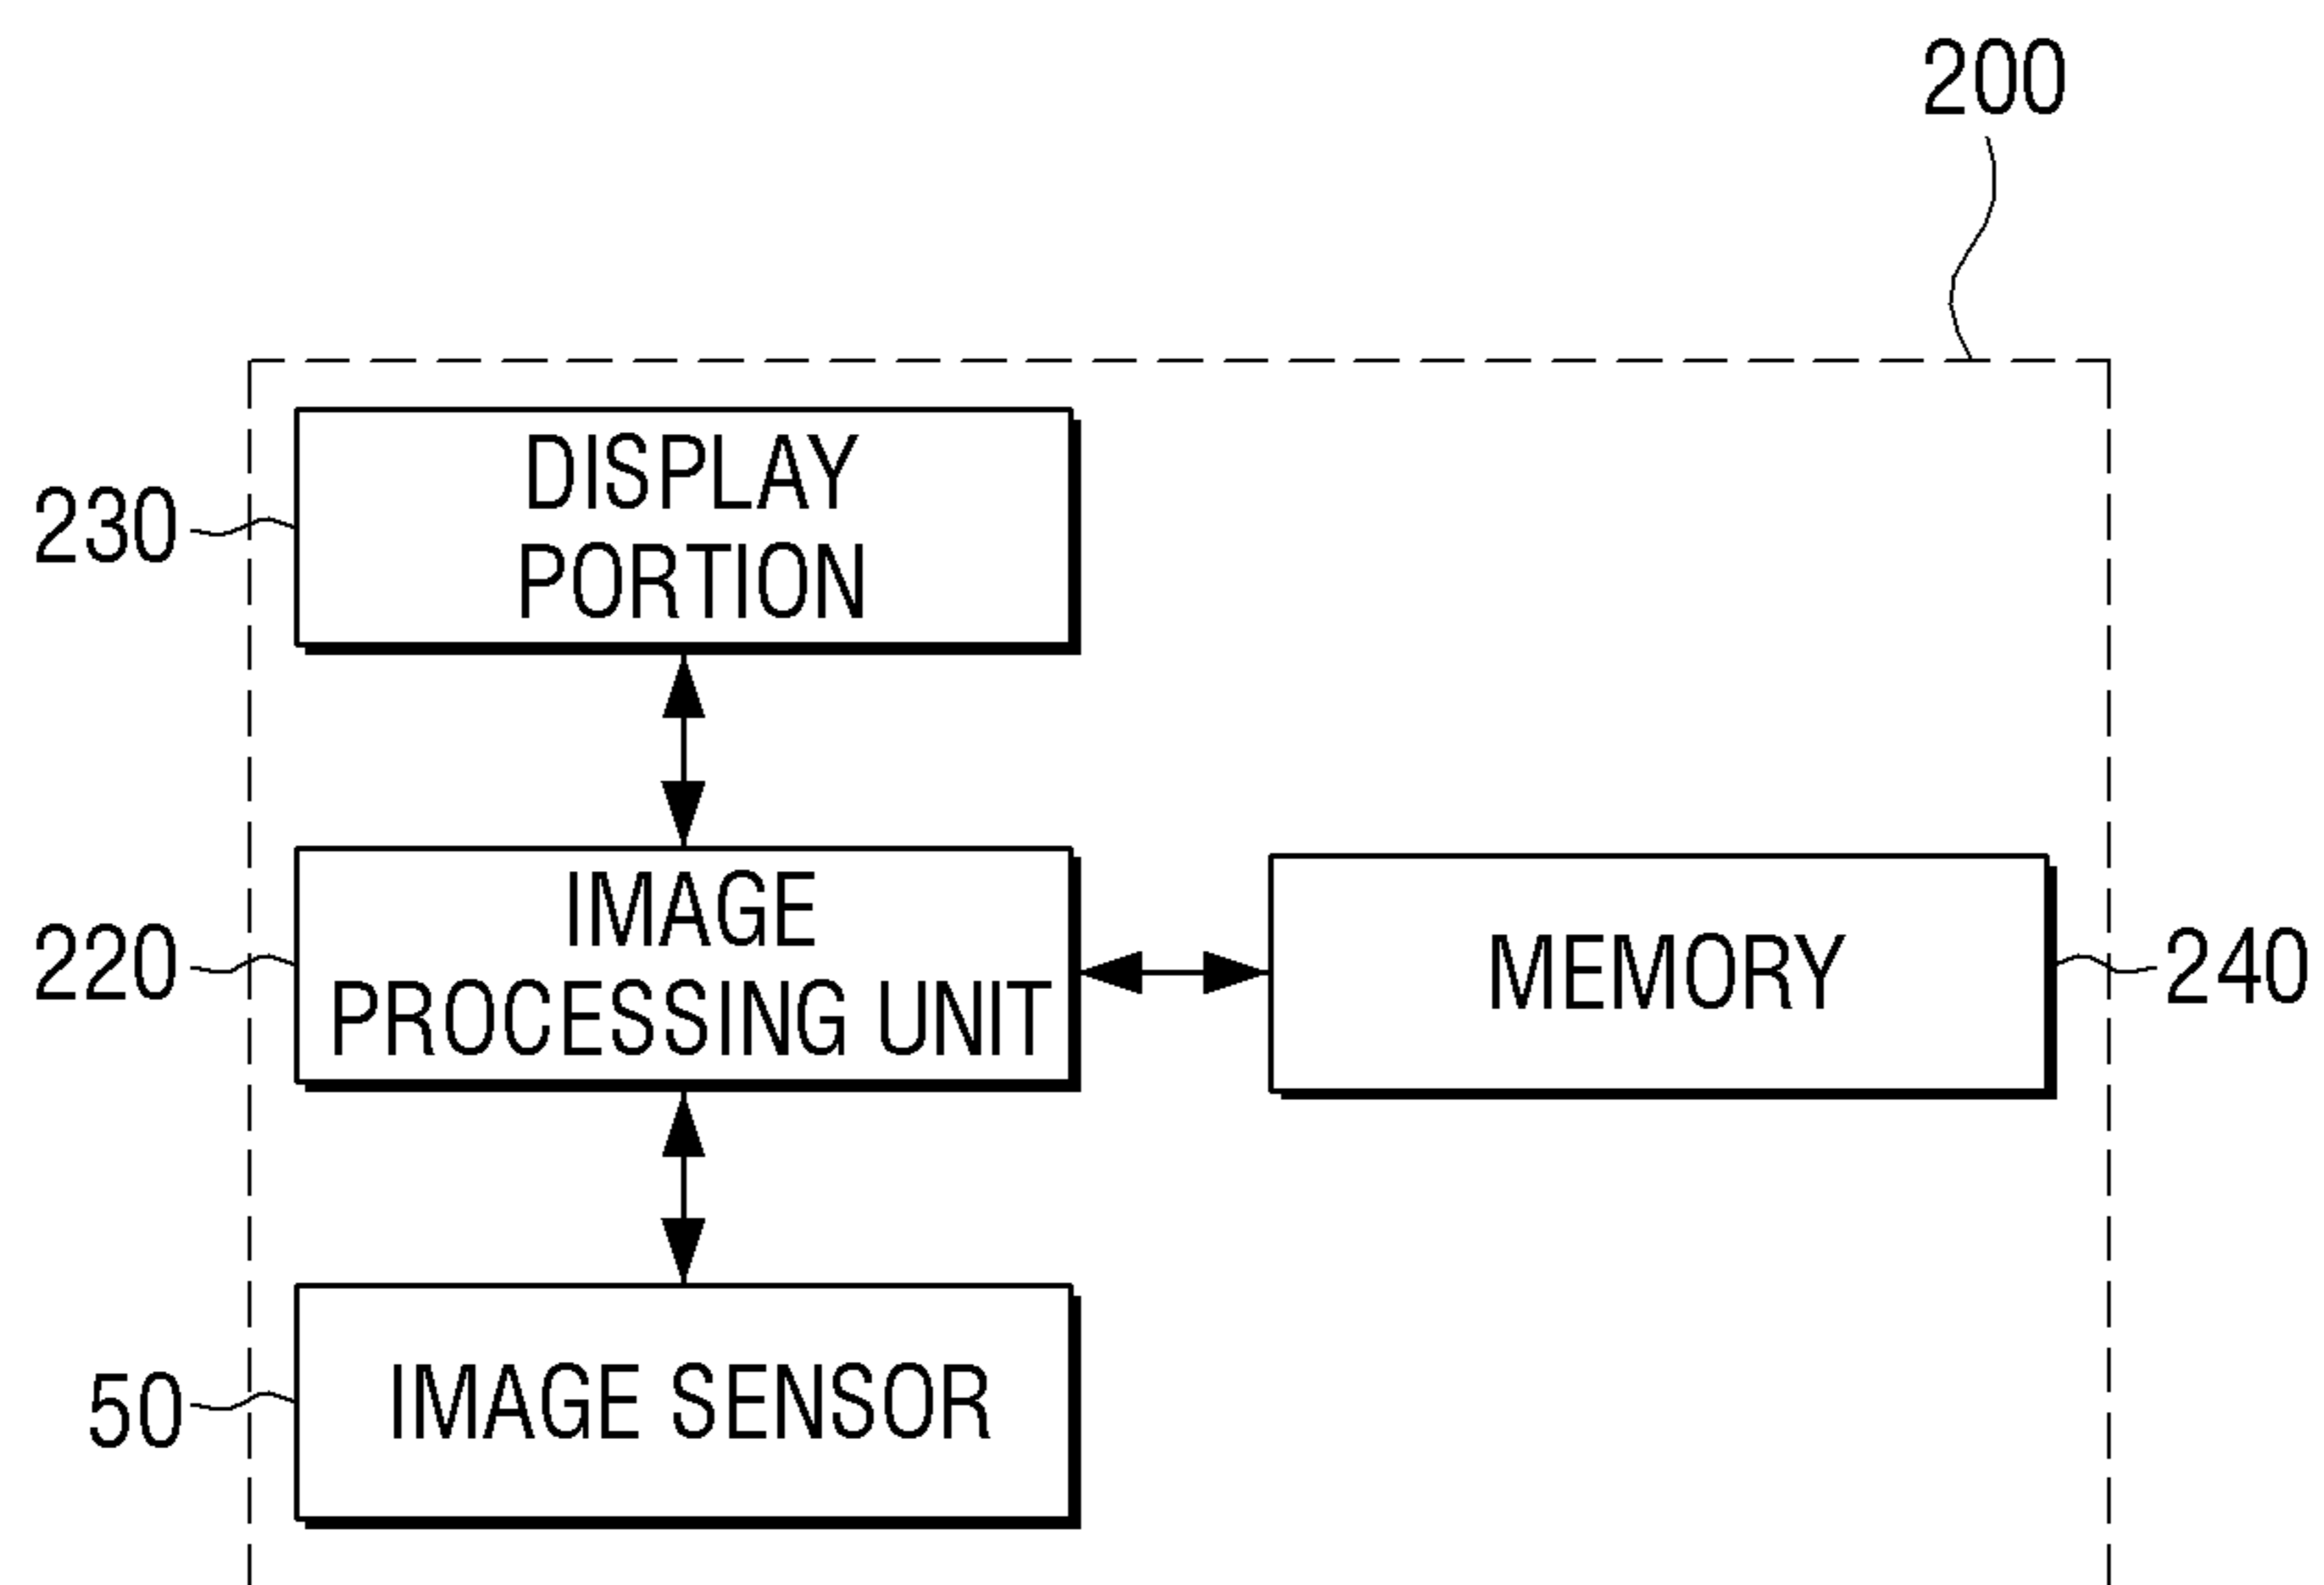 200
DISPLAY
PORTION
230
IMAGE
PROCESSING UNIT
220
MEMORY
240
IMAGE SENSOR
50